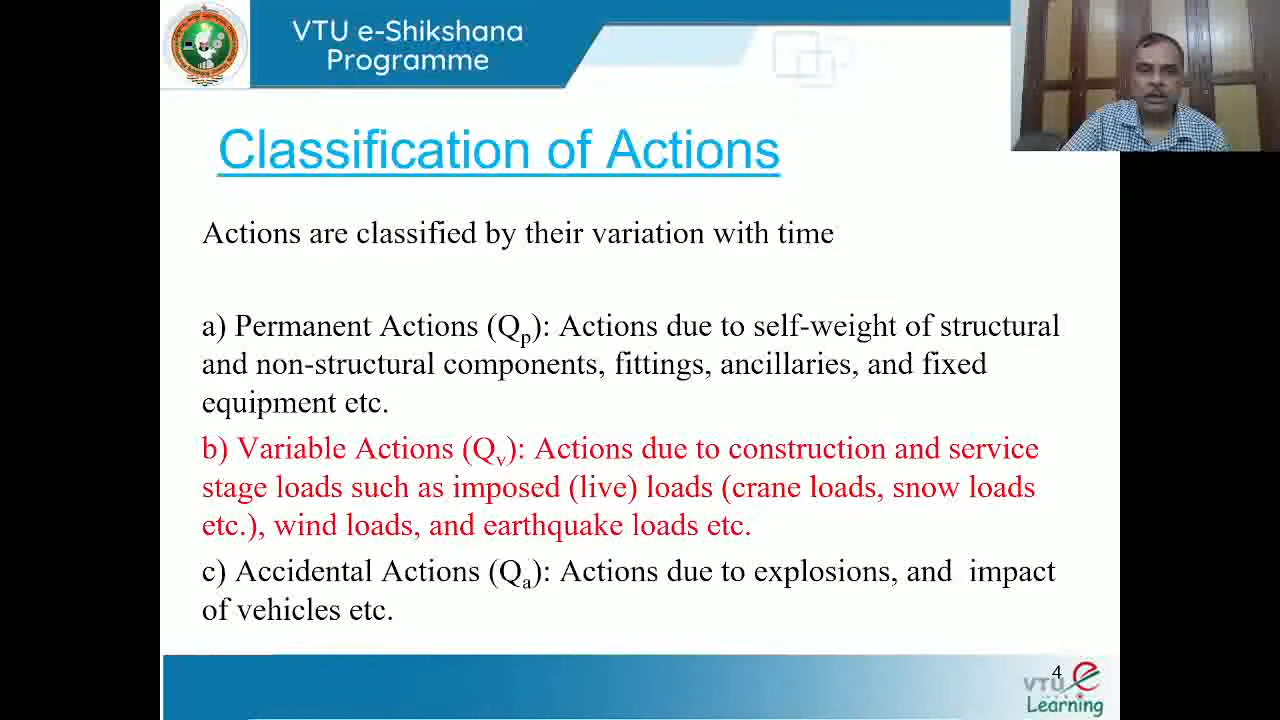 VTU e-Shikshana
Programme
Classification of Actions
Actions are classified by their variation with time
a) Permanent Actions (Qp): Actions due to self-weight of structural
and non-structural components, fittings, ancillaries, and fixed
equipment etc.
b) Variable Actions (Qv): Actions due to construction and service
stage loads such as imposed (live) loads (crane loads, snow loads
etc.), wind loads, and earthquake loads etc.
c) Accidental Actions (Qa): Actions due to explosions, and impact
of vehicles etc.
4
VTU e
Learning